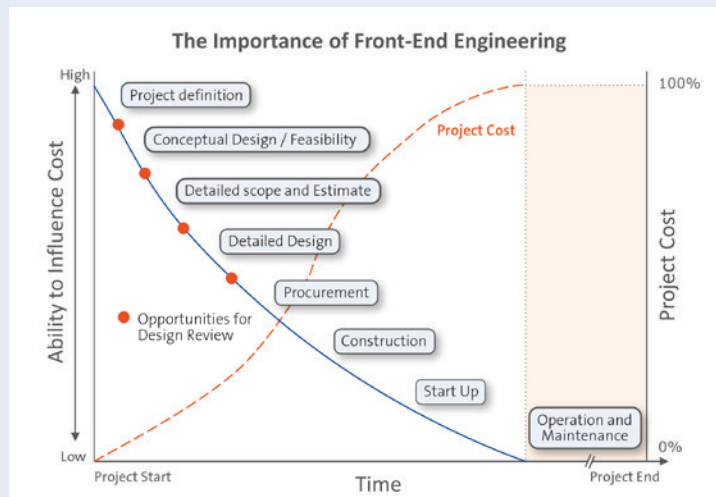 The Importance of Front-End Engineering
High
100%
Project definition
Conceptual Design / Feasibility
Project Cost
Detailed scope and Estimate
Detailed Design
Procurement
Opportunities for
Design Review
Construction
Start Up
Operation and
Maintenance
Ability to Influence Cost
Project Cost
Low
0%
Project Start
Time
Project End